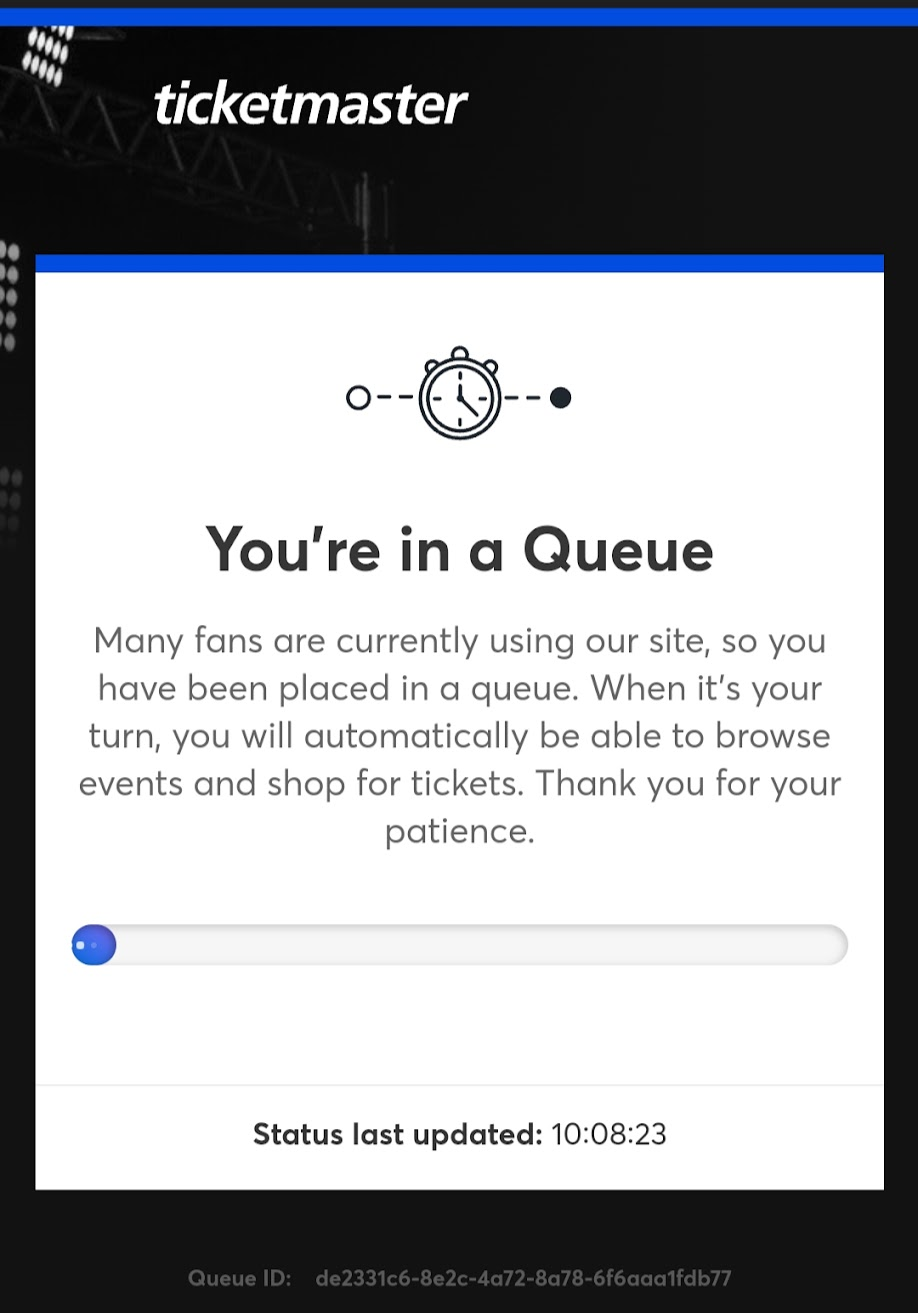 ticketmaster
You're in a Queue
Many fans are currently using our site, so you
have been placed in a queue. When it's your
turn, you will automatically be able to browse
events and shop for tickets. Thank you for your
patience.
Status last updated: 10:08:23
Queue ID: de2331c6-8e2c-4a72-8a78-6f6aaa1fdb77